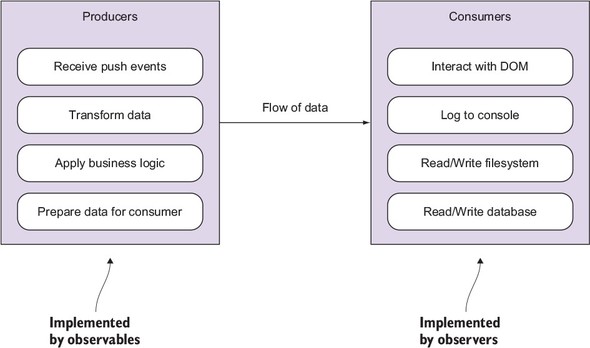 Producers
Receive push events
Transform data
Apply business logic
Prepare data for consumer
Flow of data
Consumers
Interact with DOM
Log to console
Read/Write filesystem
Read/Write database
Implemented
by observables
Implemented
by observers